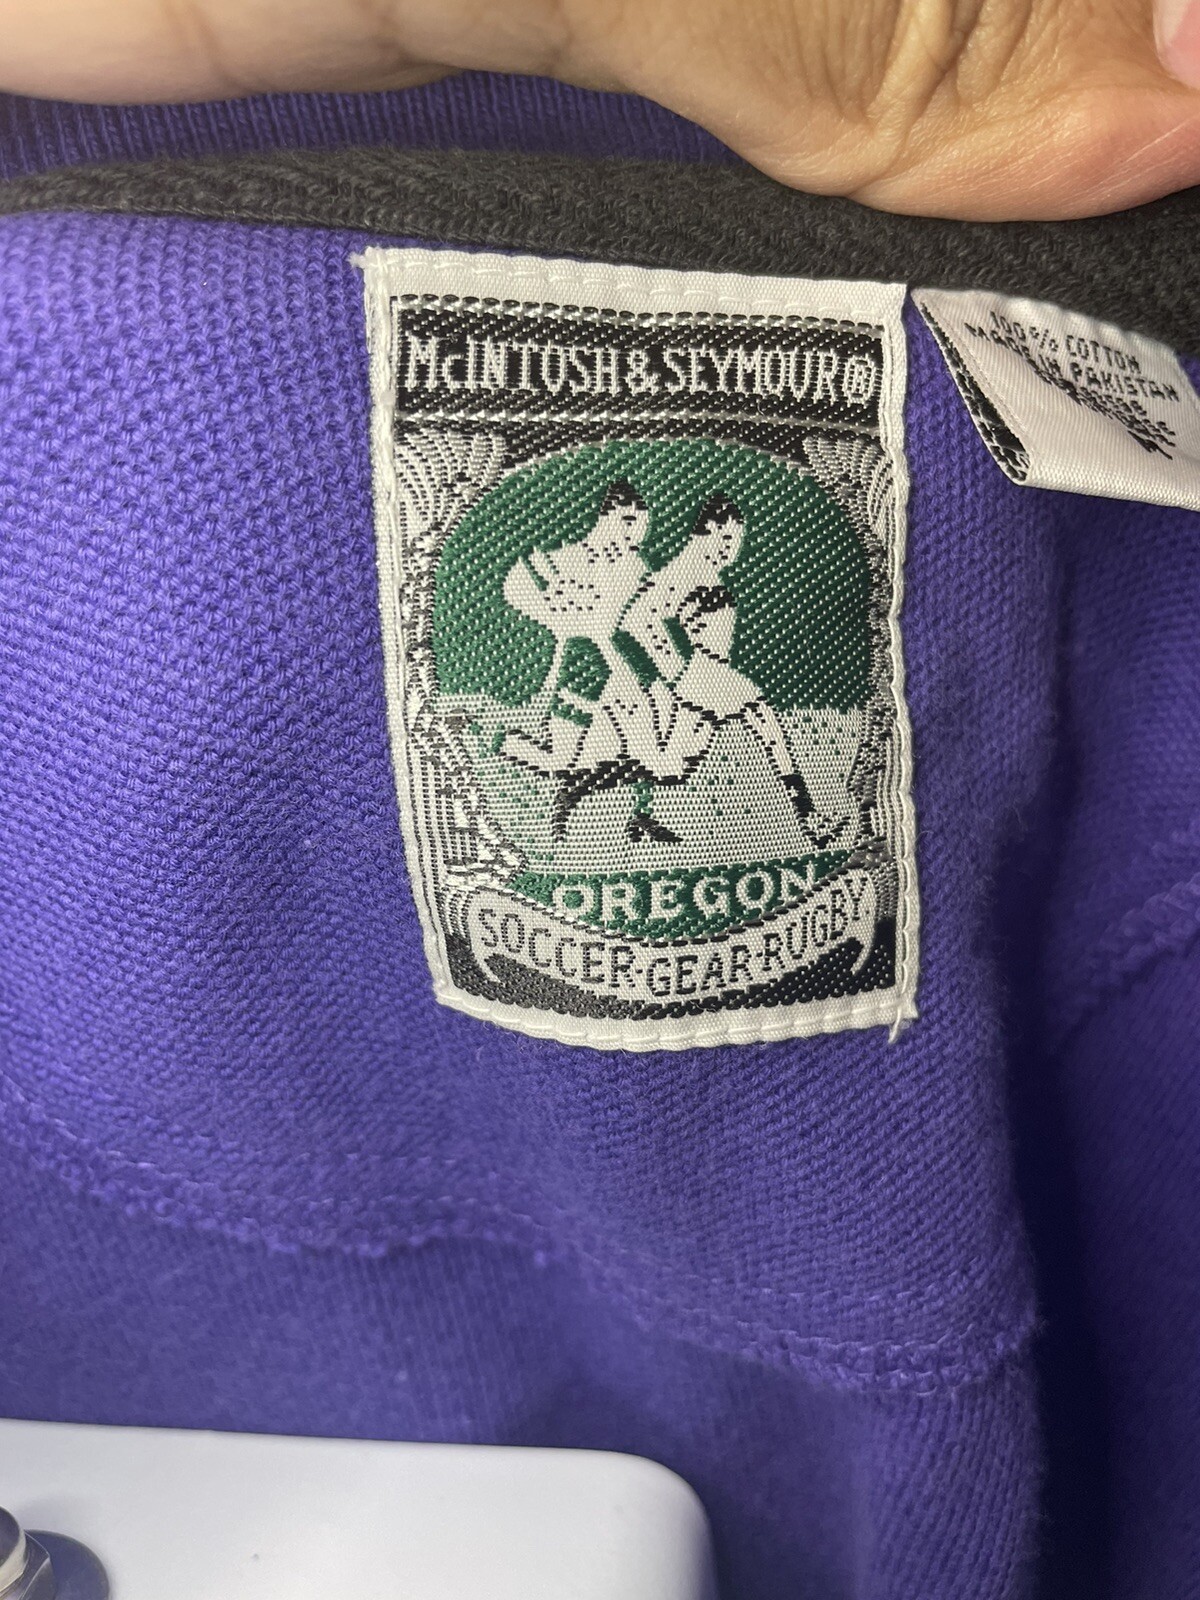 McINTOSH & SEYMOUR®
OREGON
SOCCER·GEAR·RUGBY
100% COTTON
MADE IN PAKISTAN